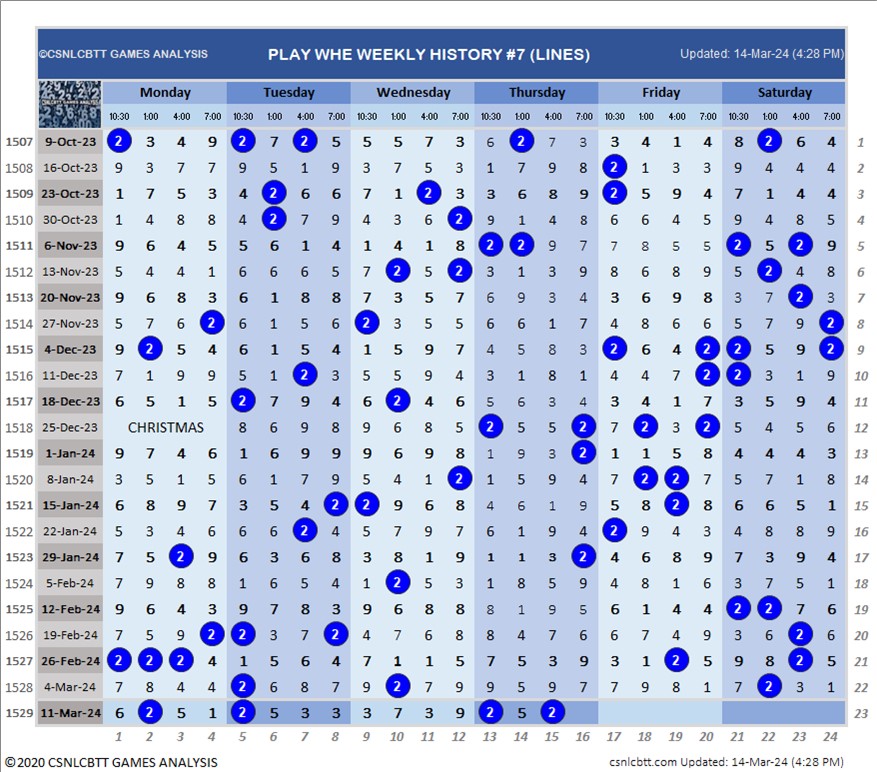 ©CSNLCBTT GAMES ANALYSIS PLAY WHE WEEKLY HISTORY #7 (LINES) Updated: 14-Mar-24 (4:28 PM)
CSNLCBTT GAMES ANALYSIS Monday Tuesday Wednesday Thursday Friday Saturday
10:30 1:00 4:00 7:00 10:30 1:00 4:00 7:00 10:30 1:00 4:00 7:00 10:30 1:00 4:00 7:00 10:30 1:00 4:00 7:00 10:30 1:00 4:00 7:00
1507 9-Oct-23 2 3 4 9 2 7 2 5 5 5 7 3 6 2 7 3 3 4 1 4 8 2 6 4 1
1508 16-Oct-23 9 3 7 7 9 5 1 9 3 7 5 3 1 7 9 8 2 1 3 3 9 4 4 4 2
1509 23-Oct-23 1 7 5 3 4 2 6 6 7 1 2 3 3 6 8 9 2 5 9 4 7 1 4 4 3
1510 30-Oct-23 1 4 8 8 4 2 7 9 4 3 6 2 9 1 4 8 6 6 4 5 9 4 8 5 4
1511 6-Nov-23 9 6 4 5 5 6 1 4 1 4 1 8 2 2 9 7 7 8 5 5 2 5 2 9 5
1512 13-Nov-23 5 4 4 1 6 6 6 5 7 2 5 2 3 1 3 9 8 6 8 9 5 2 4 8 6
1513 20-Nov-23 9 6 8 3 6 1 8 8 7 3 5 7 6 9 3 4 3 6 9 8 3 7 2 3 7
1514 27-Nov-23 5 7 6 2 6 1 5 6 2 3 5 5 6 6 1 7 4 8 6 6 5 7 9 2 8
1515 4-Dec-23 9 2 5 4 6 1 5 4 1 5 9 7 4 5 8 3 2 6 4 2 2 5 9 2 9
1516 11-Dec-23 7 1 9 9 5 1 2 3 5 5 9 4 3 1 8 1 4 4 7 2 2 3 1 9 10
1517 18-Dec-23 6 5 1 5 2 7 9 4 6 2 4 6 5 6 3 4 3 4 1 7 3 5 9 4 11
1518 25-Dec-23 CHRISTMAS 8 6 9 8 9 6 8 5 2 5 5 2 7 2 3 2 5 4 5 6 12
1519 1-Jan-24 9 7 4 6 1 6 9 9 9 6 9 8 1 9 3 2 1 1 5 8 4 4 4 3 13
1520 8-Jan-24 3 5 1 5 6 1 7 9 5 4 1 2 1 5 9 4 7 2 2 4 5 7 1 8 14
1521 15-Jan-24 6 8 9 7 3 5 4 2 2 9 6 8 4 6 1 9 5 8 2 8 6 6 5 1 15
1522 22-Jan-24 5 3 4 6 6 6 2 4 5 7 9 7 6 1 9 4 2 9 4 3 4 8 8 9 16
1523 29-Jan-24 7 5 2 9 6 3 6 8 3 8 1 9 1 1 3 2 4 6 8 9 7 3 9 4 17
1524 5-Feb-24 7 9 8 8 1 6 5 4 1 2 5 3 1 8 5 9 4 8 1 6 3 7 5 1 18
1525 12-Feb-24 9 6 4 3 9 7 8 3 9 6 8 8 8 1 9 5 6 1 4 4 2 2 7 6 19
1526 19-Feb-24 7 5 9 2 2 3 7 2 4 7 6 8 8 4 7 6 6 7 4 9 3 6 2 6 20
1527 26-Feb-24 2 2 2 4 1 5 6 4 7 1 1 5 7 5 3 9 3 1 2 5 9 8 2 5 21
1528 4-Mar-24 7 8 4 4 2 6 8 7 9 2 7 9 9 5 9 7 7 9 8 1 7 2 3 1 22
1529 11-Mar-24 6 2 5 1 2 5 3 3 3 7 3 9 2 5 2 23
1 2 3 4 5 6 7 8 9 10 11 12 13 14 15 16 17 18 19 20 21 22 23 24
©2020 CSNLCBTT GAMES ANALYSIS csnlcbtt.com Updated: 14-Mar-24 (4:28 PM)